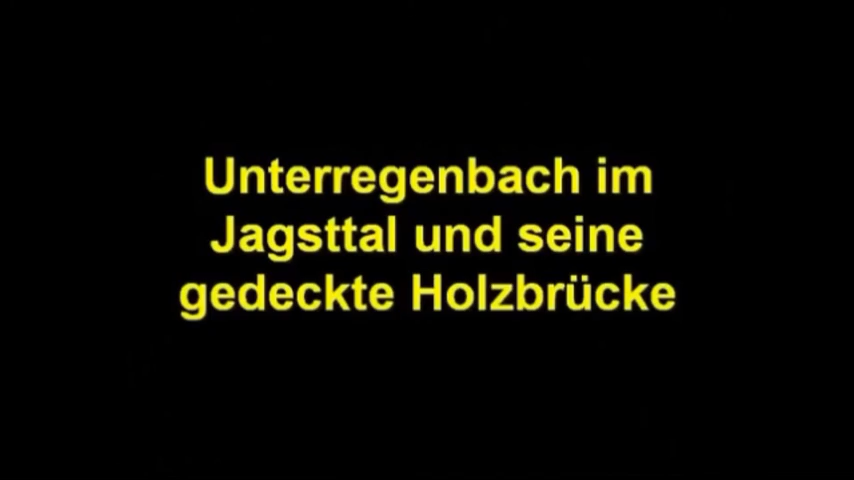 Unterregenbach im
Jagsttal und seine
gedeckte Holzbrücke